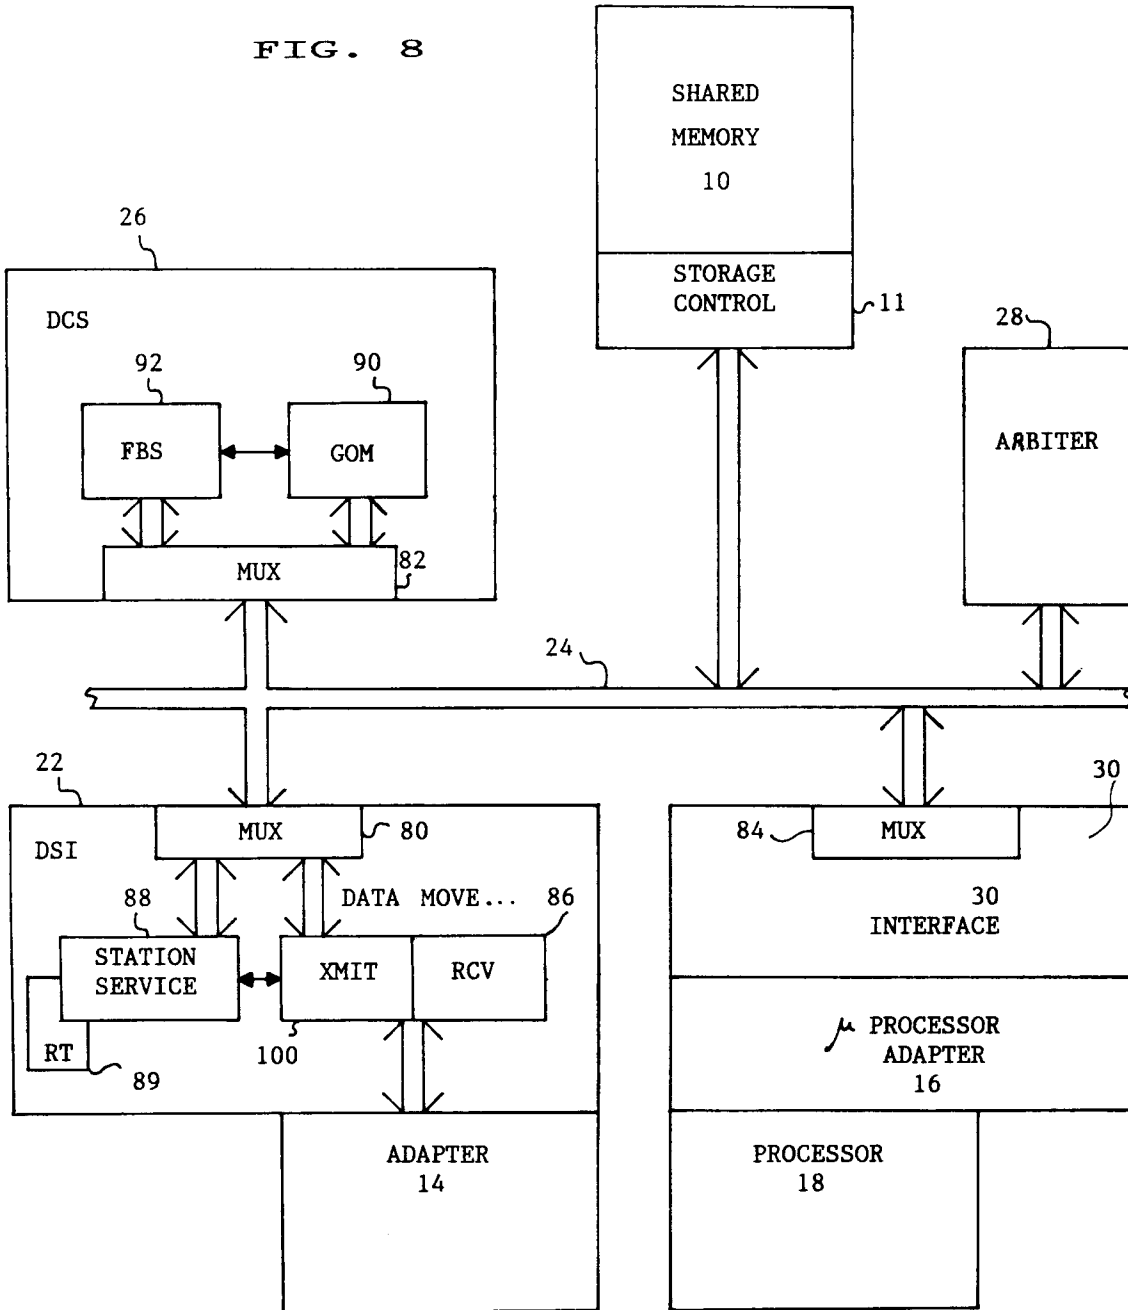 FIG. 8
SHARED
MEMORY
10
STORAGE
CONTROL
11
26
DCS
92
90
FBS
GOM
MUX
82
28
ARBITER
24
22
DSI
MUX
80
DATA MOVE...
88
86
STATION
SERVICE
XMIT
RCV
RT
89
100
ADAPTER
14
30
84
MUX
30
INTERFACE
μ PROCESSOR
ADAPTER
16
PROCESSOR
18